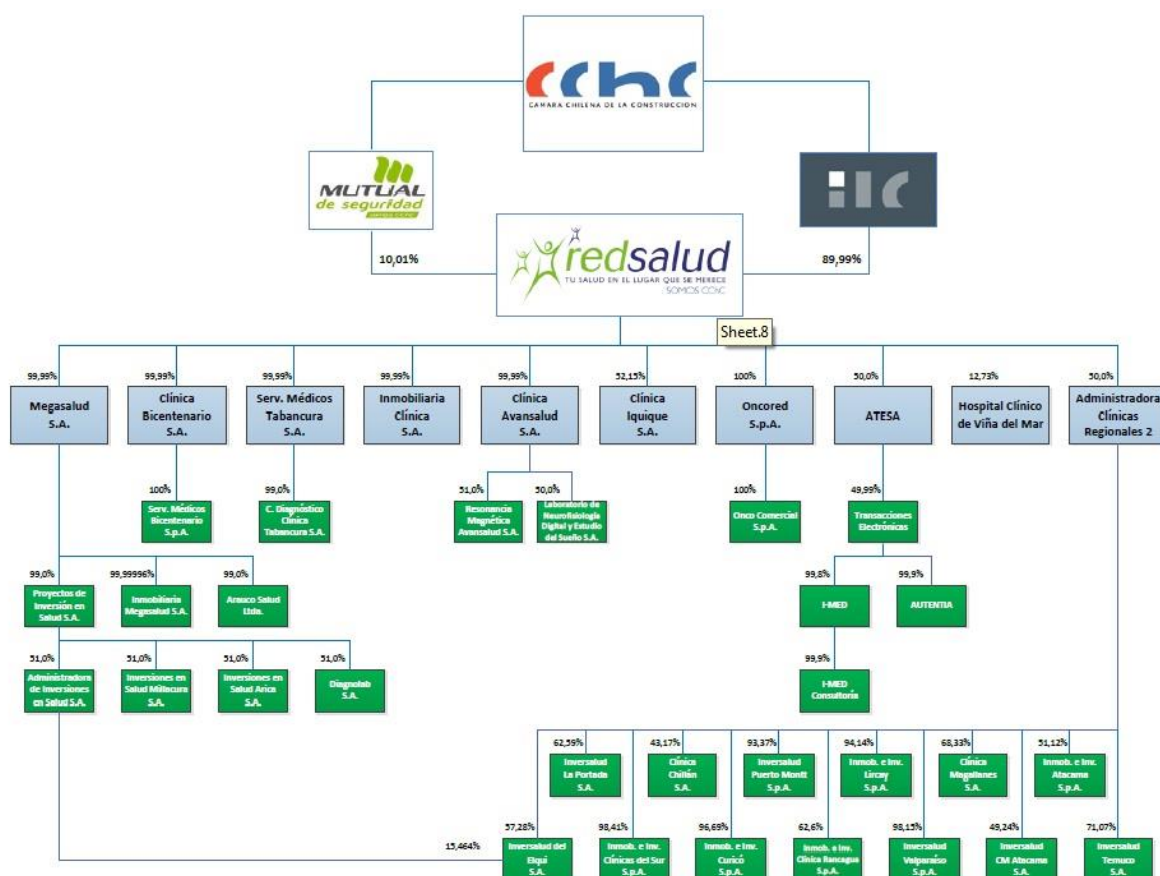 CChC
CAMARA CHILENA DE LA CONSTRUCCION
MUTUAL
de seguridad
ilc
10,01%
redsalud
TU SALUD EN EL LUGAR QUE SE MERECE
SOMOS CChC
89,99%
Sheet.8
99,99%
99,99%
99,99%
99,99%
99,99%
52,15%
100%
50,0%
12,73%
50,0%
Megasalud
S.A.
Clínica
Bicentenario
S.A.
Serv. Médicos
Tabancura
S.A.
Inmobiliaria
Clínica
S.A.
Clínica
Avansalud
S.A.
Clínica
Iquique
S.A.
Oncored
S.p.A.
ATESA
Hospital Clínico
de Viña del Mar
Administradora
Clínicas
Regionales 2
100%
Serv. Médicos
Bicentenario
S.p.A.
99,0%
C. Diagnóstico
Clínica
Tabancura S.A.
51,0%
Resonancia
Magnética
Avansalud S.A.
50,0%
Laboratorio de
Neurofisiología
Digital y Estudio
del Sueño S.A.
100%
Onco Comercial
S.p.A.
49,99%
Transacciones
Electrónicas
99,0%
Proyectos de
Inversión en
Salud S.A.
99,99996%
Inmobiliaria
Megasalud S.A.
99,0%
Arauco Salud
Ltda.
99,8%
I-MED
99,9%
AUTENTIA
51,0%
Administradora
de Inversiones
en Salud S.A.
51,0%
Inversiones en
Salud Millacura
S.A.
51,0%
Inversiones en
Salud Arica
S.A.
51,0%
Diagnolab
S.A.
99,9%
I-MED
Consultoría
62,59%
Inversalud
La Portada
S.A.
43,17%
Clínica
Chillán
S.A.
93,37%
Inversalud
Puerto Montt
S.p.A.
94,14%
Inmob. e Inv.
Lircay
S.p.A.
68,33%
Clínica
Magallanes
S.A.
51,12%
Inmob. e Inv.
Atacama
S.p.A.
15,464%
57,28%
Inversalud del
Elqui
S.A.
98,41%
Inmob. e Inv.
Clínicas del Sur
S.p.A.
96,69%
Inmob. e Inv.
Curicó
S.p.A.
62,6%
Inmob. e Inv.
Clínica Rancagua
S.p.A.
98,15%
Inversalud
Valparaíso
S.p.A.
49,24%
Inversalud
CM Atacama
S.A.
71,07%
Inversalud
Temuco
S.A.